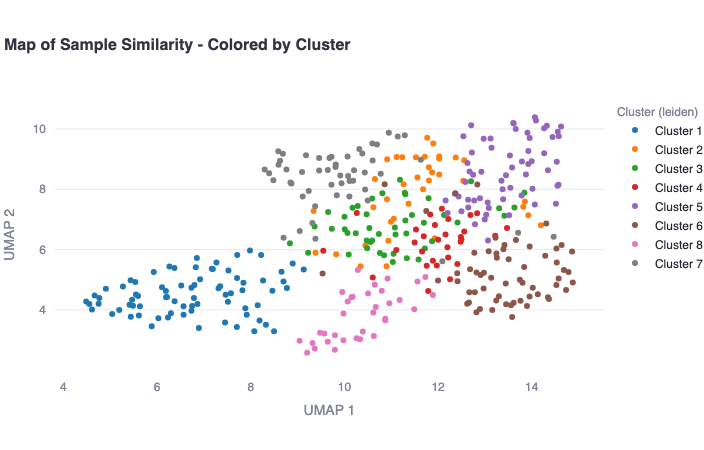 Map of Sample Similarity - Colored by Cluster
Cluster (leiden)
Cluster 1
Cluster 2
Cluster 3
Cluster 4
Cluster 5
Cluster 6
Cluster 8
Cluster 7
10
8
6
4
UMAP 2
4
6
8
10
12
14
UMAP 1